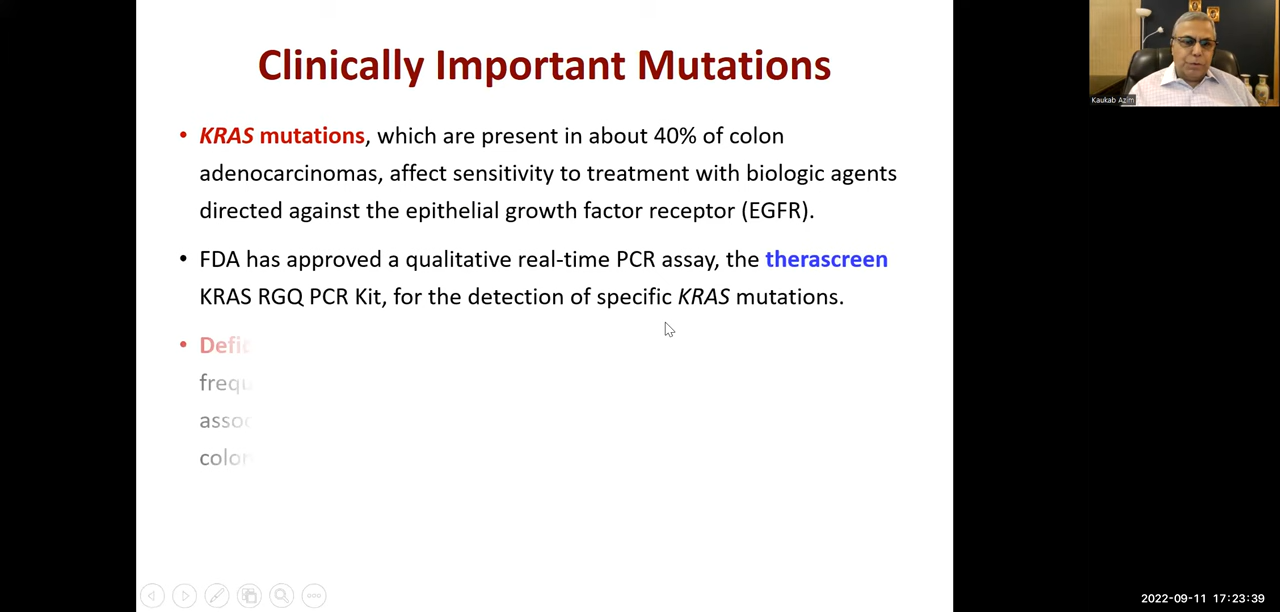 Clinically Important Mutations
• KRAS mutations, which are present in about 40% of colon
adenocarcinomas, affect sensitivity to treatment with biologic agents
directed against the epithelial growth factor receptor (EGFR).
• FDA has approved a qualitative real-time PCR assay, the therascreen
KRAS RGQ PCR Kit, for the detection of specific KRAS mutations.
Kaukab Azim
2022-09-11 17:23:39